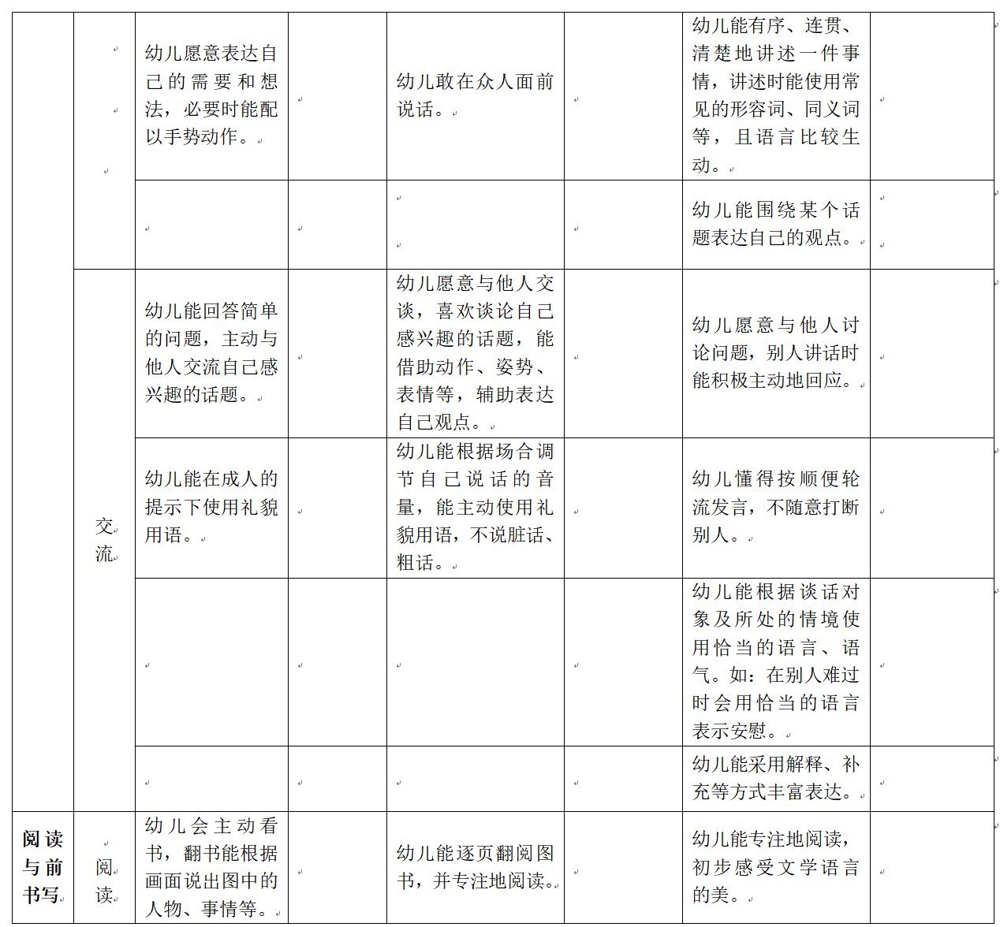 幼儿愿意表达自
己的需要和想
法，必要时能配
以手势动作。
幼儿敢在众人面前
说话。
幼儿能有序、连贯、
清楚地讲述一件事
情，讲述时能使用常
见的形容词、同义词
等，且语言比较生
动。
幼儿能围绕某个话
题表达自己的观点。
交
流
幼儿能回答简单
的问题，主动与
他人交流自己感
兴趣的话题。
幼儿愿意与他人交
谈，喜欢谈论自己
感兴趣的话题，能
借助动作、姿势、
表情等，辅助表达
自己观点。
幼儿愿意与他人讨
论问题，别人讲话时
能积极主动地回应。
幼儿能在成人的
提示下使用礼貌
用语。
幼儿能根据场合调
节自己说话的音
量，能主动使用礼
貌用语，不说脏话、
粗话。
幼儿懂得按顺便轮
流发言，不随意打断
别人。
幼儿能根据谈话对
象及所处的情境使
用恰当的语言、语
气。如：在别人难过
时会用恰当的语言
表示安慰。
幼儿能采用解释、补
充等方式丰富表达。
阅读
与前
书写
阅
读
幼儿会主动看
书，翻书能根据
画面说出图中的
人物、事情等。
幼儿能逐页翻阅图
书，并专注地阅读。
幼儿能专注地阅读，
初步感受文学语言
的美。